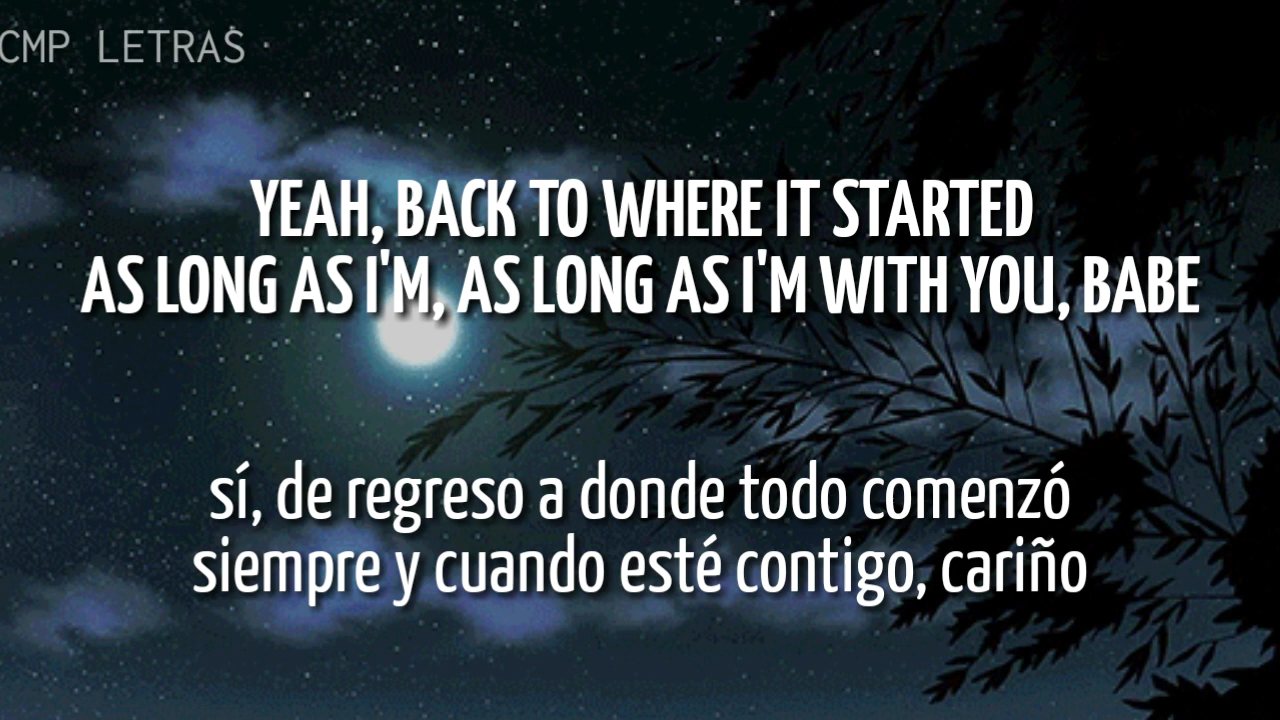 CMP LETRAS
YEAH, BACK TO WHERE IT STARTED
AS LONG AS I'M, AS LONG AS I'M WITH YOU, BABE
sí, de regreso a donde todo comenzó
siempre y cuando esté contigo, cariño